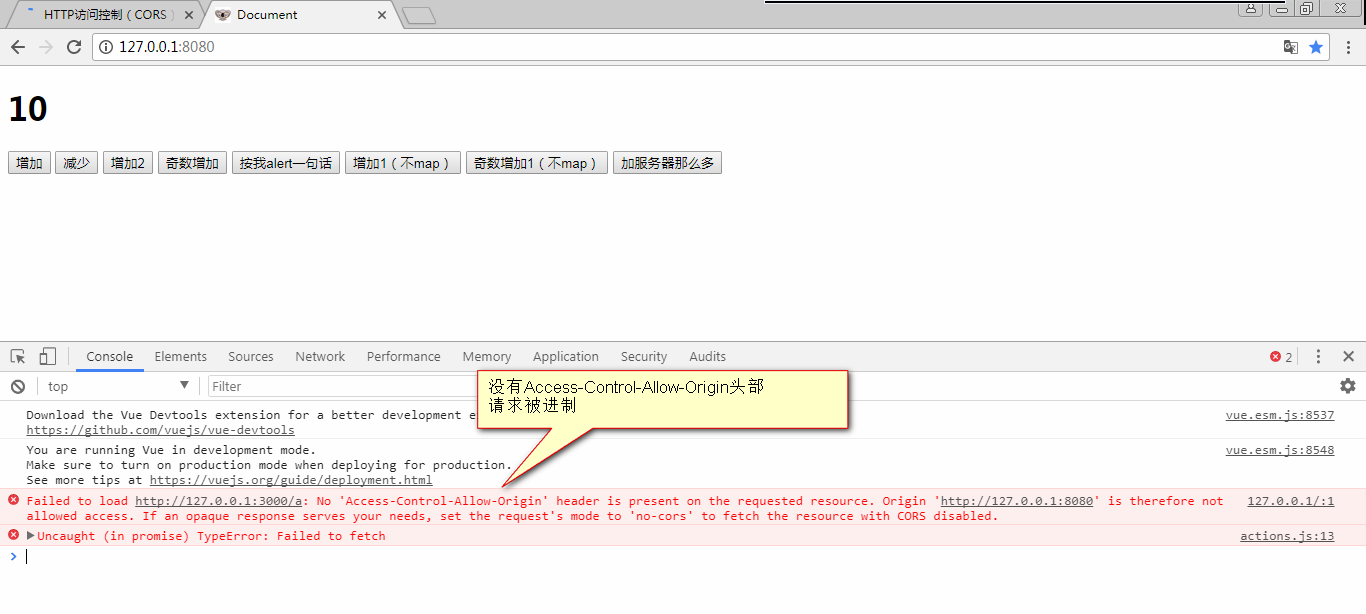 HTTP访问控制（CORS）
Document
127.0.0.1:8080
10
增加 减少 增加2 奇数增加 按我alert一句话 增加1（不map） 奇数增加1（不map） 加服务器那么多
Console Elements Sources Network Performance Memory Application Security Audits 2
top Filter
没有Access-Control-Allow-Origin头部
请求被进制
Download the Vue Devtools extension for a better development e vue.esm.js:8537
https://github.com/vuejs/vue-devtools
You are running Vue in development mode. vue.esm.js:8548
Make sure to turn on production mode when deploying for production.
See more tips at https://vuejs.org/guide/deployment.html
Failed to load http://127.0.0.1:3000/a: No 'Access-Control-Allow-Origin' header is present on the requested resource. Origin 'http://127.0.0.1:8080' is therefore not 127.0.0.1/:1
allowed access. If an opaque response serves your needs, set the request's mode to 'no-cors' to fetch the resource with CORS disabled.
Uncaught (in promise) TypeError: Failed to fetch actions.js:13